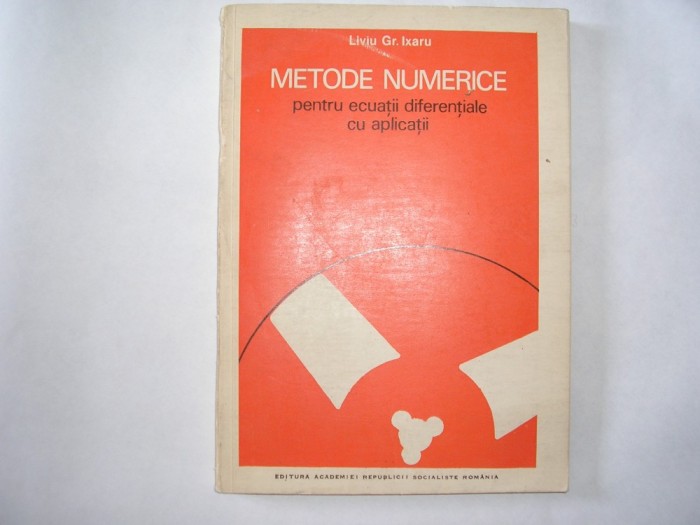 Liviu Gr. Ixaru
METODE NUMERICE
pentru ecuații diferențiale
cu aplicații
EDITURA ACADEMIEI REPUBLICII SOCIALISTE ROMÂNIA